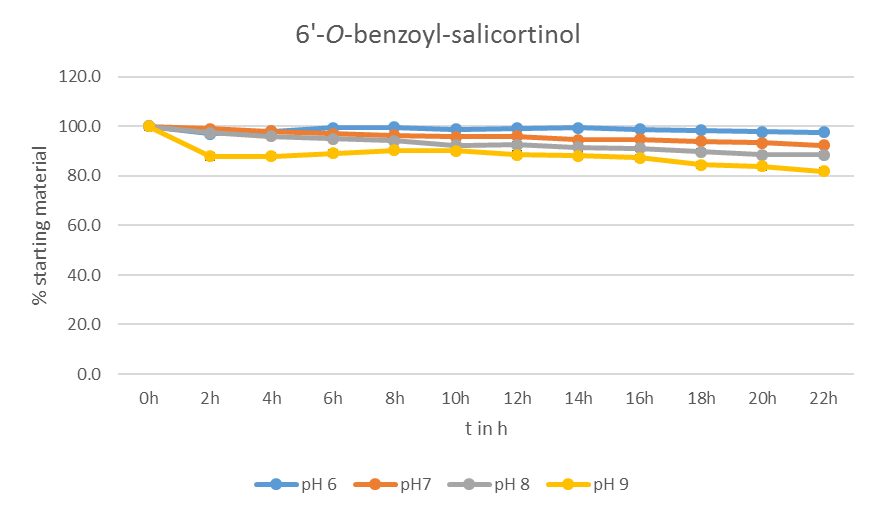 6'-O-benzoyl-salicortinol
120.0
100.0
80.0
60.0
40.0
20.0
0.0
% starting material
0h 2h 4h 6h 8h 10h 12h 14h 16h 18h 20h 22h
t in h
pH 6 pH7 pH 8 pH 9